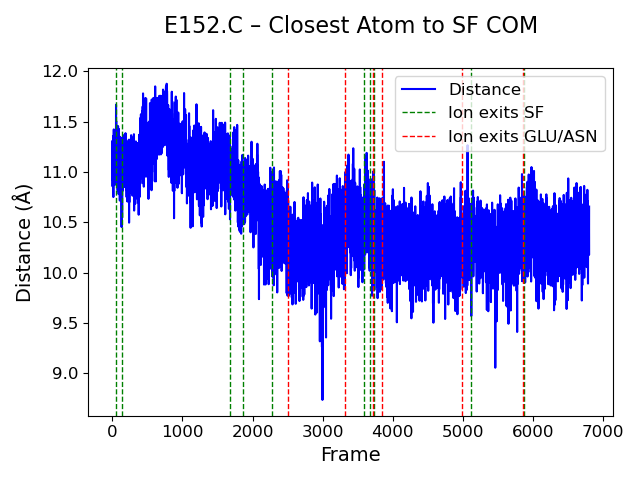 E152.C – Closest Atom to SF COM
12.0
11.5
11.0
10.5
10.0
9.5
9.0
Distance (Å)
Distance
Ion exits SF
Ion exits GLU/ASN
0 1000 2000 3000 4000 5000 6000 7000
Frame